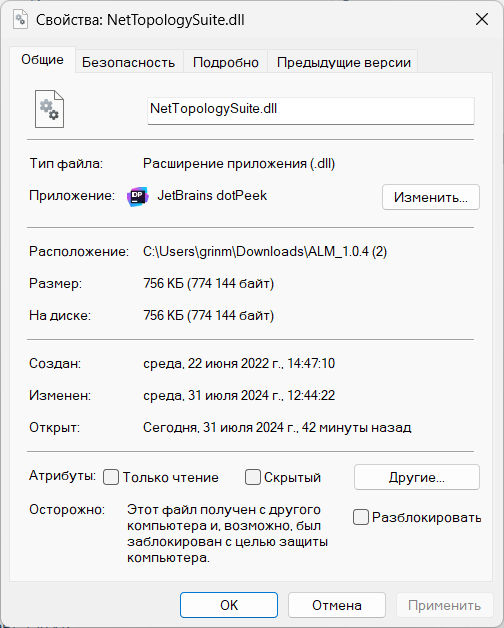 Свойства: NetTopologySuite.dll
Общие Безопасность Подробно Предыдущие версии
NetTopologySuite.dll
Тип файла: Расширение приложения (.dll)
Приложение: DP JetBrains dotPeek Изменить...
Расположение: C:\Users\grinm\Downloads\ALM_1.0.4 (2)
Размер: 756 КБ (774 144 байт)
На диске: 756 КБ (774 144 байт)
Создан: среда, 22 июня 2022 г., 14:47:10
Изменен: среда, 31 июля 2024 г., 12:44:22
Открыт: Сегодня, 31 июля 2024 г., 42 минуты назад
Атрибуты: Только чтение Скрытый Другие...
Осторожно: Этот файл получен с другого
компьютера и, возможно, был
заблокирован с целью защиты
компьютера.
Разблокировать
OK Отмена Применить